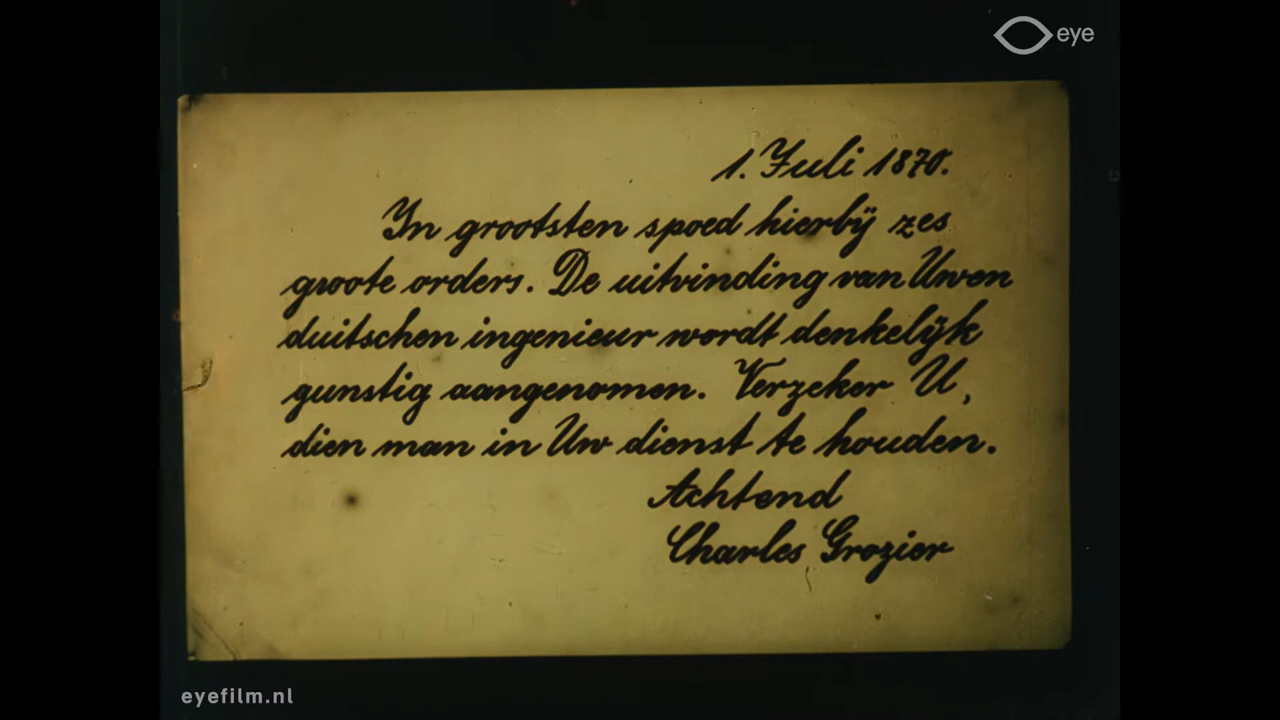 eye
1. Juli 1870.
In grootsten spoed hierbij zes
groote orders. De uitvinding van Uwen
duitschen ingenieur wordt denkelijk
gunstig aangenomen. Verzeker U,
dien man in Uw dienst te houden.
Achtend
Charles Grozier
eyefilm.nl